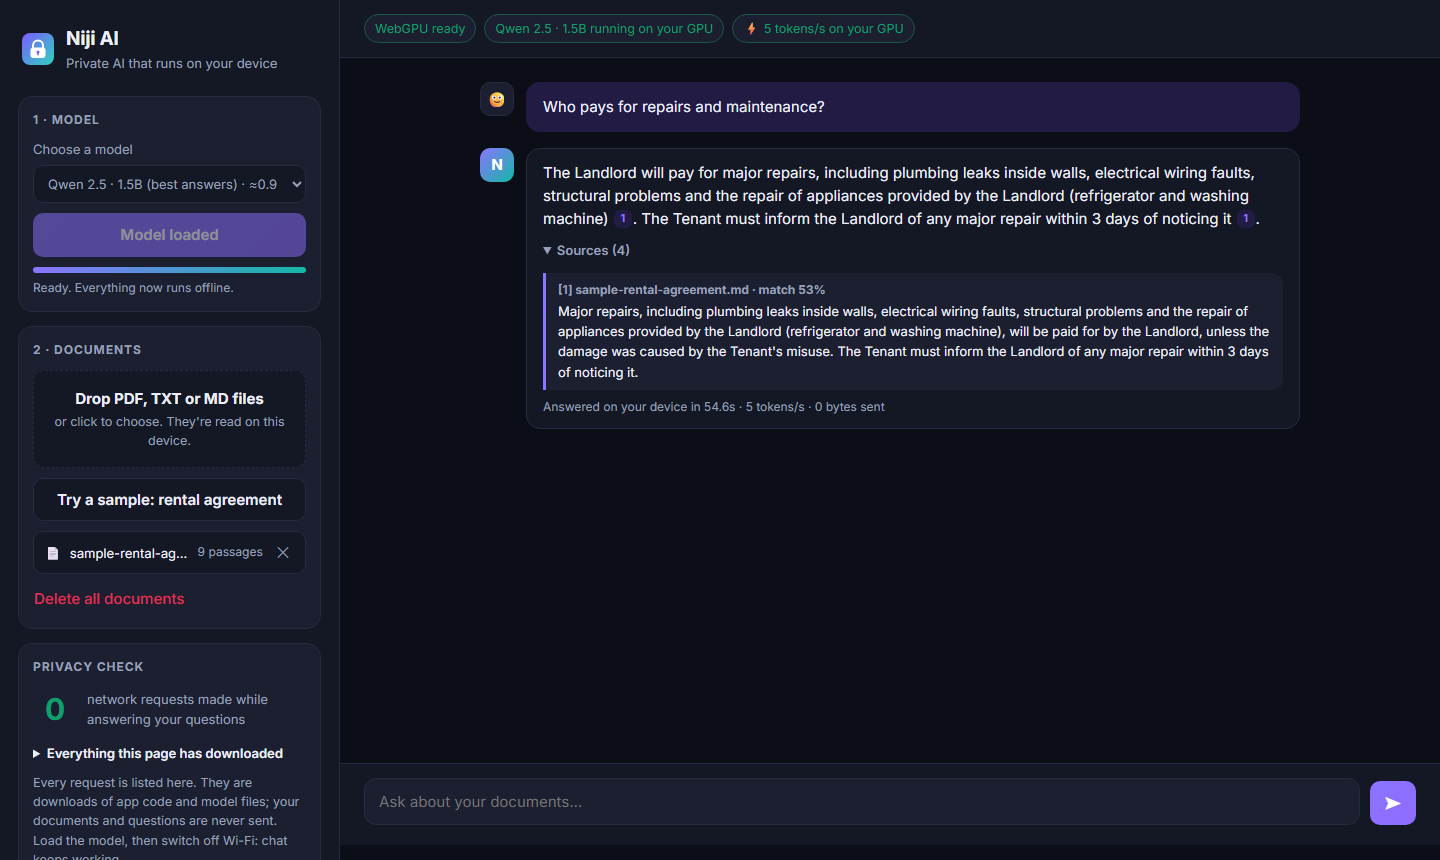 Niji AI
Private AI that runs on your device
1 · MODEL
Choose a model
Qwen 2.5 · 1.5B (best answers) · ≈0.9
Model loaded
Ready. Everything now runs offline.
2 · DOCUMENTS
Drop PDF, TXT or MD files
or click to choose. They're read on this
device.
Try a sample: rental agreement
sample-rental-ag... 9 passages
Delete all documents
PRIVACY CHECK
0
network requests made while
answering your questions
Everything this page has downloaded
Every request is listed here. They are
downloads of app code and model files; your
documents and questions are never sent.
Load the model, then switch off Wi-Fi: chat
keeps working.
WebGPU ready
Qwen 2.5 · 1.5B running on your GPU
5 tokens/s on your GPU
Who pays for repairs and maintenance?
N
The Landlord will pay for major repairs, including plumbing leaks inside walls, electrical wiring faults,
structural problems and the repair of appliances provided by the Landlord (refrigerator and washing
machine) 1 . The Tenant must inform the Landlord of any major repair within 3 days of noticing it 1 .
Sources (4)
[1] sample-rental-agreement.md · match 53%
Major repairs, including plumbing leaks inside walls, electrical wiring faults, structural problems and the repair of
appliances provided by the Landlord (refrigerator and washing machine), will be paid for by the Landlord, unless the
damage was caused by the Tenant's misuse. The Tenant must inform the Landlord of any major repair within 3 days
of noticing it.
Answered on your device in 54.6s · 5 tokens/s · 0 bytes sent
Ask about your documents...